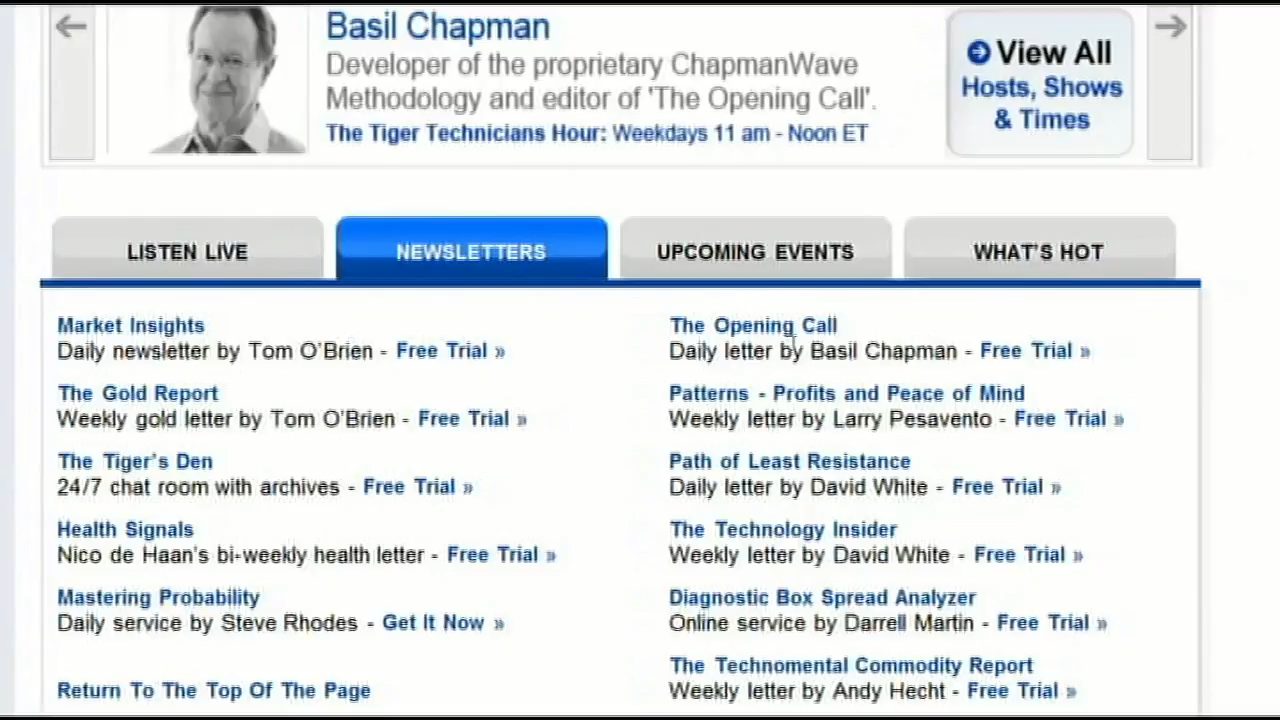 Basil Chapman
Developer of the proprietary ChapmanWave
Methodology and editor of 'The Opening Call'.
The Tiger Technicians Hour: Weekdays 11 am - Noon ET
View All
Hosts, Shows
& Times
LISTEN LIVE
NEWSLETTERS
UPCOMING EVENTS
WHAT'S HOT
Market Insights
Daily newsletter by Tom O'Brien - Free Trial »
The Gold Report
Weekly gold letter by Tom O'Brien - Free Trial »
The Tiger's Den
24/7 chat room with archives - Free Trial »
Health Signals
Nico de Haan's bi-weekly health letter - Free Trial »
Mastering Probability
Daily service by Steve Rhodes - Get It Now »
Return To The Top Of The Page
The Opening Call
Daily letter by Basil Chapman - Free Trial »
Patterns - Profits and Peace of Mind
Weekly letter by Larry Pesavento - Free Trial »
Path of Least Resistance
Daily letter by David White - Free Trial »
The Technology Insider
Weekly letter by David White - Free Trial »
Diagnostic Box Spread Analyzer
Online service by Darrell Martin - Free Trial »
The Technomental Commodity Report
Weekly letter by Andy Hecht - Free Trial »